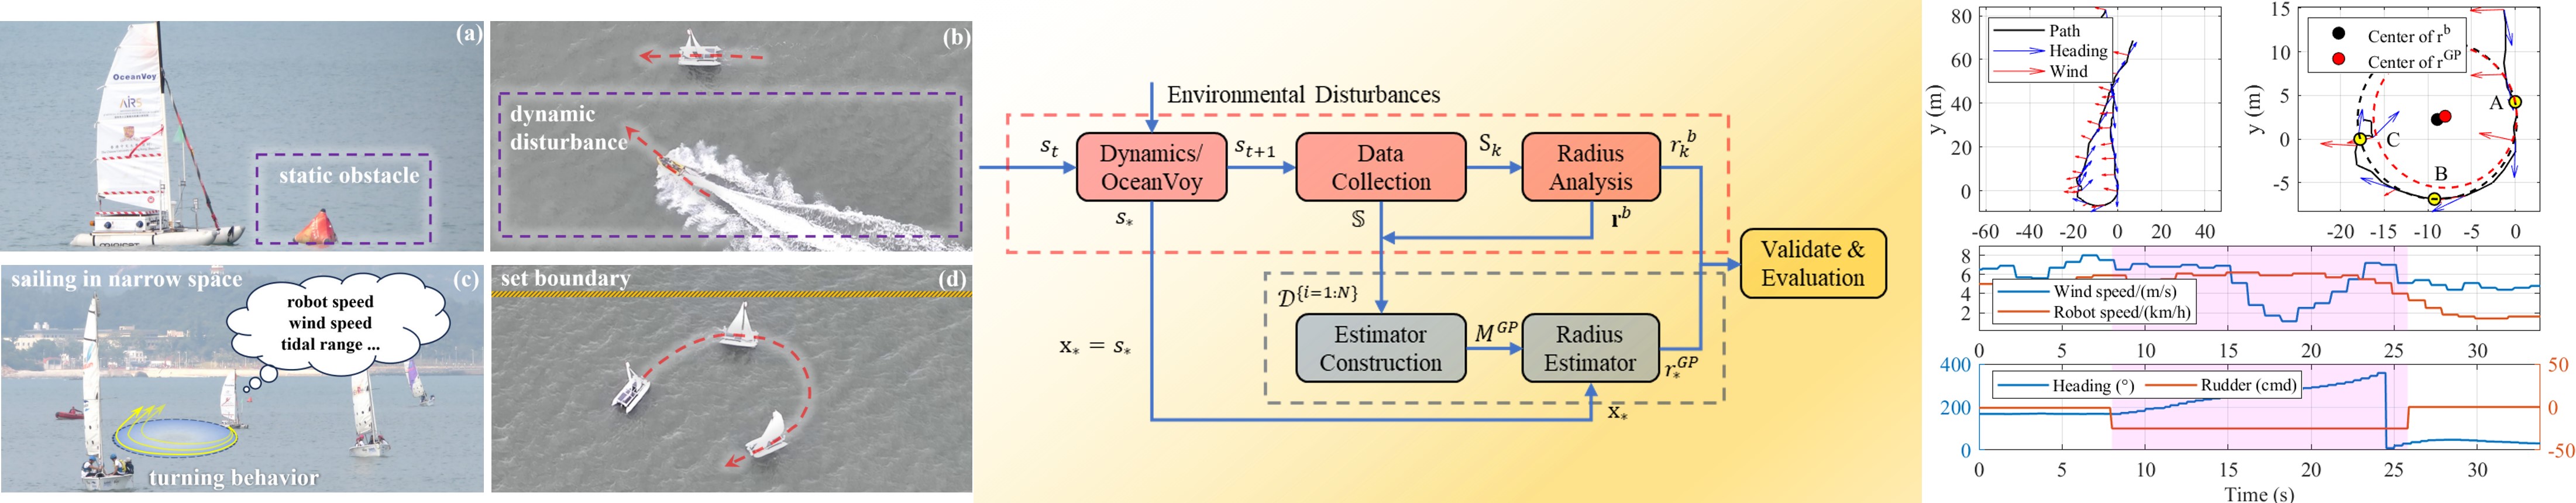 (a)
OceanVoy
AIRS
static obstacle
(b)
dynamic
disturbance
sailing in narrow space
(c)
robot speed
wind speed
tidal range ...
turning behavior
set boundary
(d)
Environmental Disturbances
s_t
Dynamics/
OceanVoy
s_{t+1}
Data
Collection
S_k
Radius
Analysis
r_k^b
s_*
𝕊
r^b
Validate &
Evaluation
𝒟^{i=1:N}
Estimator
Construction
M^{GP}
Radius
Estimator
r_*^{GP}
x_* = s_*
x_*
y (m)
80
60
40
20
0
Path
Heading
Wind
-60 -40 -20 0 20 40
y (m)
15
10
5
0
-5
Center of r^b
Center of r^{GP}
A
B
C
-20 -15 -10 -5 0
8
6
4
2
Wind speed/(m/s)
Robot speed/(km/h)
0 5 10 15 20 25 30
400
200
0
Heading (°) Rudder (cmd)
50
0
-50
0 5 10 15 20 25 30
Time (s)